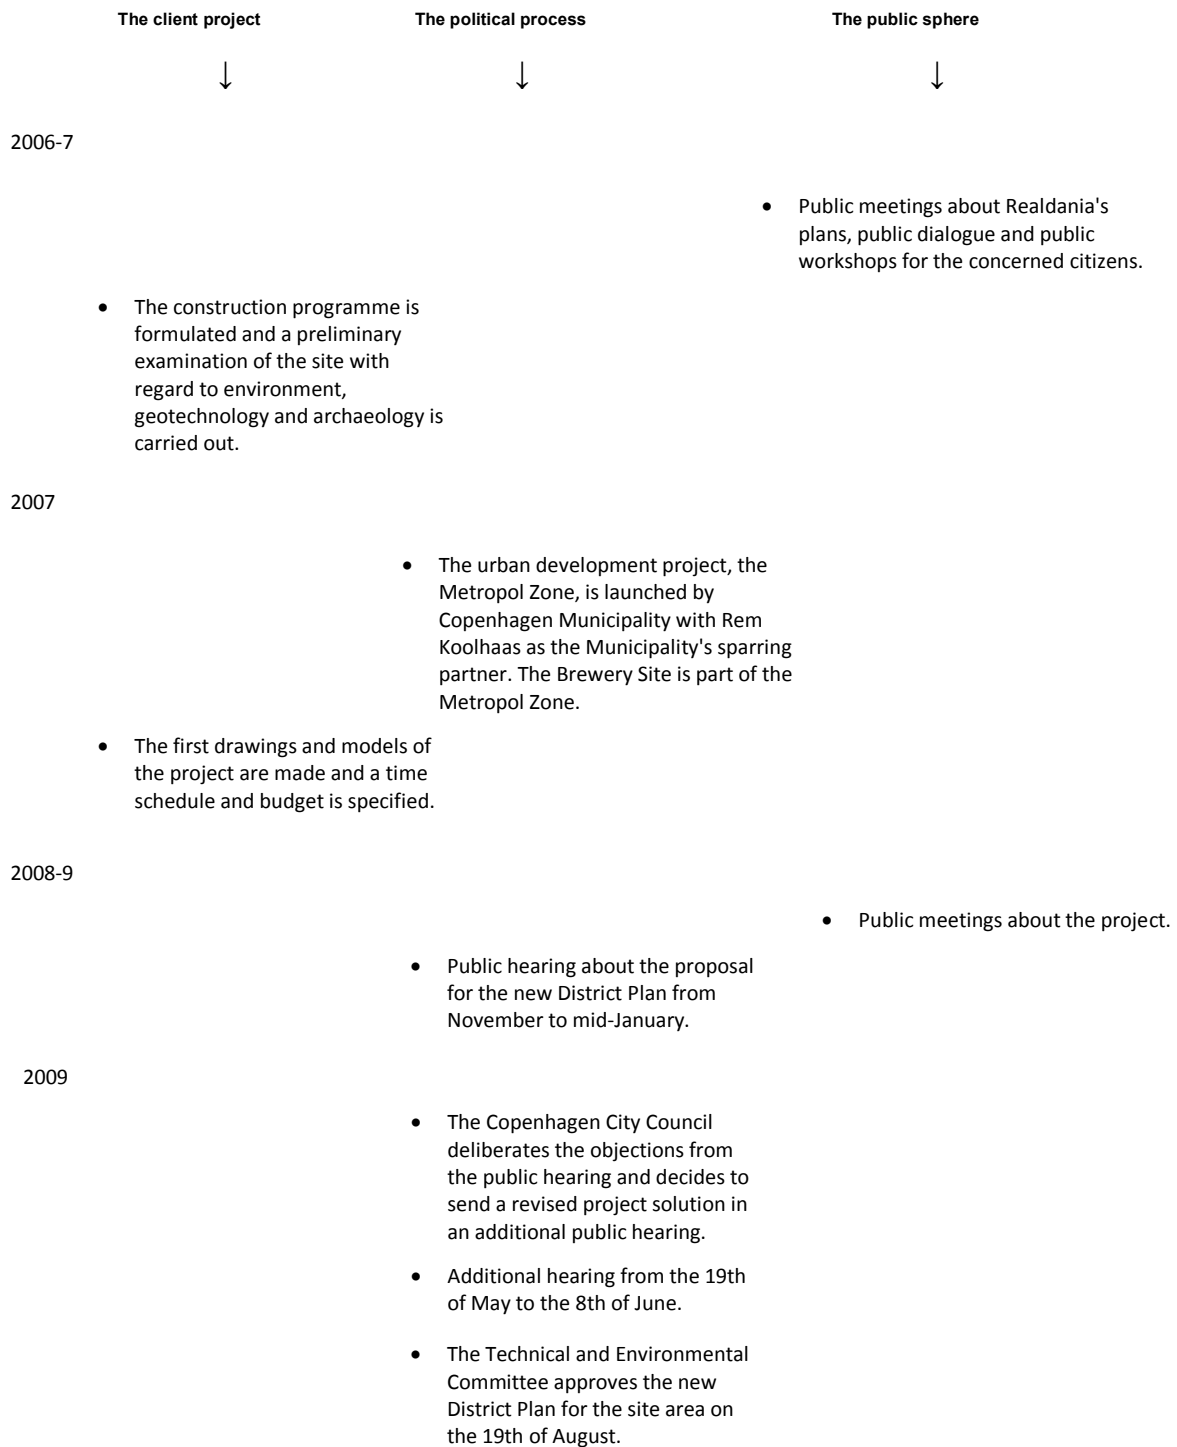 The client project
The political process
The public sphere
↓
↓
↓
2006-7
• Public meetings about Realdania's
plans, public dialogue and public
workshops for the concerned citizens.
• The construction programme is
formulated and a preliminary
examination of the site with
regard to environment,
geotechnology and archaeology is
carried out.
2007
• The urban development project, the
Metropol Zone, is launched by
Copenhagen Municipality with Rem
Koolhaas as the Municipality's sparring
partner. The Brewery Site is part of the
Metropol Zone.
• The first drawings and models of
the project are made and a time
schedule and budget is specified.
2008-9
• Public meetings about the project.
• Public hearing about the proposal
for the new District Plan from
November to mid-January.
2009
• The Copenhagen City Council
deliberates the objections from
the public hearing and decides to
send a revised project solution in
an additional public hearing.
• Additional hearing from the 19th
of May to the 8th of June.
• The Technical and Environmental
Committee approves the new
District Plan for the site area on
the 19th of August.